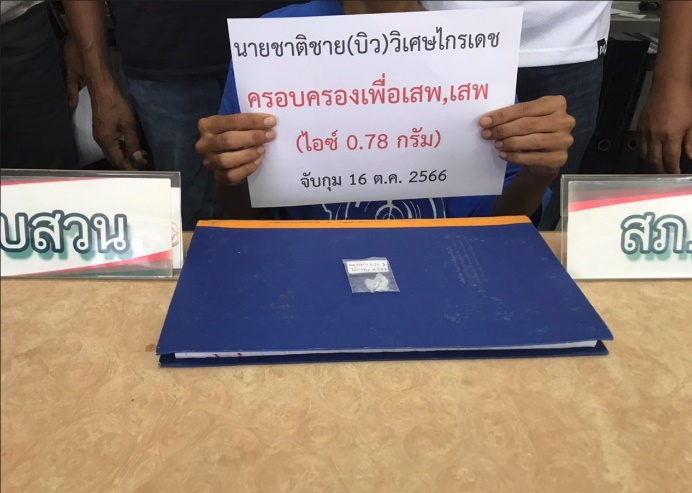 นายชาติชาย(บิว)วิเศษไกรเดช
ครอบครองเพื่อเสพ,เสพ
(ไอซ์ 0.78 กรัม)
จับกุม 16 ต.ค. 2566
บสวน
สภ.